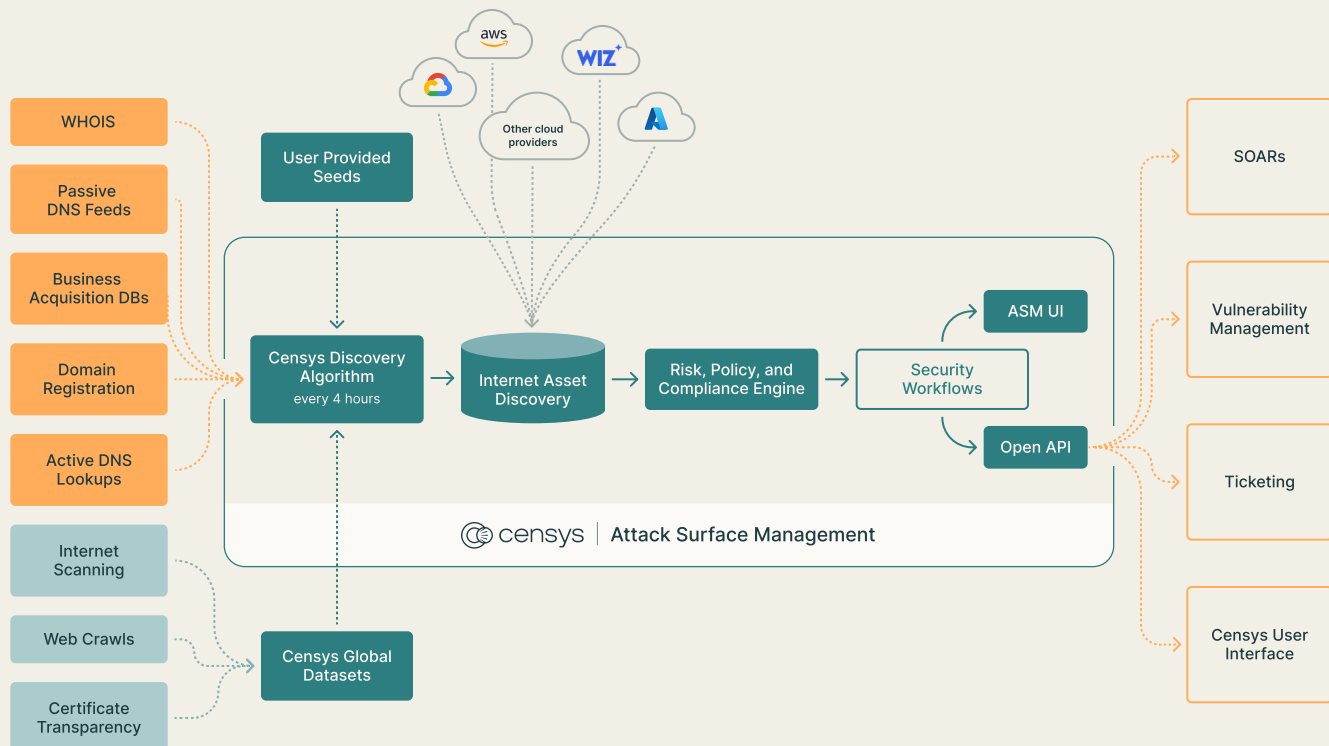 aws
WIZ
Other cloud
providers
WHOIS
Passive
DNS Feeds
Business
Acquisition DBs
Domain
Registration
Active DNS
Lookups
Internet
Scanning
Web Crawls
Certificate
Transparency
User Provided
Seeds
Censys Discovery
Algorithm
every 4 hours
Internet Asset
Discovery
Risk, Policy, and
Compliance Engine
Security
Workflows
ASM UI
Open API
censys | Attack Surface Management
Censys Global
Datasets
SOARs
Vulnerability
Management
Ticketing
Censys User
Interface